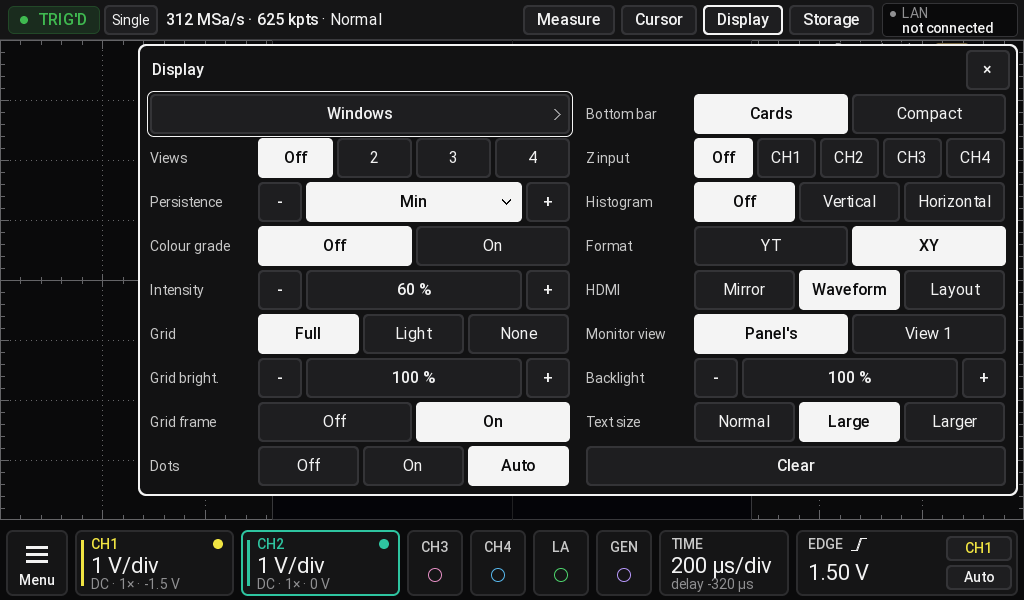 TRIG'D Single 312 MSa/s · 625 kpts · Normal Measure Cursor Display Storage LAN
not connected
Display ×
Windows Bottom bar Cards Compact
Views Off 2 3 4 Z input Off CH1 CH2 CH3 CH4
Persistence - Min + Histogram Off Vertical Horizontal
Colour grade Off On Format YT XY
Intensity - 60 % + HDMI Mirror Waveform Layout
Grid Full Light None Monitor view Panel's View 1
Grid bright. - 100 % + Backlight - 100 % +
Grid frame Off On Text size Normal Large Larger
Dots Off On Auto Clear
Menu
CH1
1 V/div
DC · 1× · -1.5 V
CH2
1 V/div
DC · 1× · 0 V
CH3
CH4
LA
GEN
TIME
200 µs/div
delay -320 µs
EDGE
1.50 V
CH1
Auto